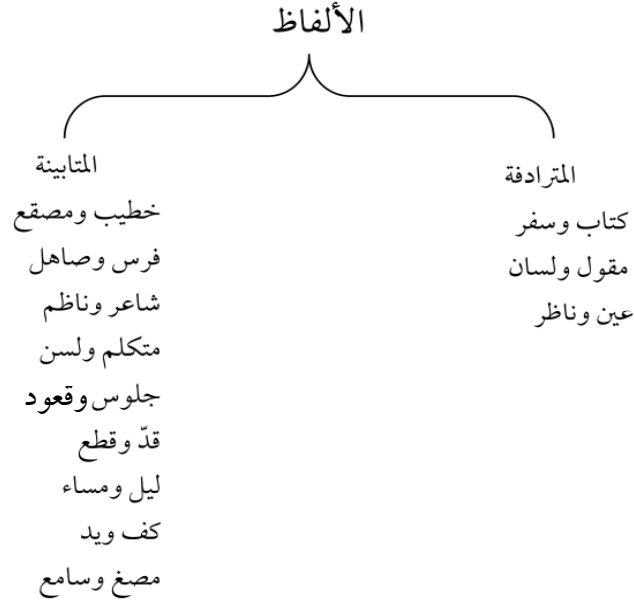 الألفاظ
المترادفة
كتاب وسفر
مقول ولسان
عين وناظر
المتابينة
خطيب ومصقع
فرس وصاهل
شاعر وناظم
متكلم ولسن
جلوس وقعود
قدّ وقطع
ليل ومساء
كف ويد
مصغ وسامع